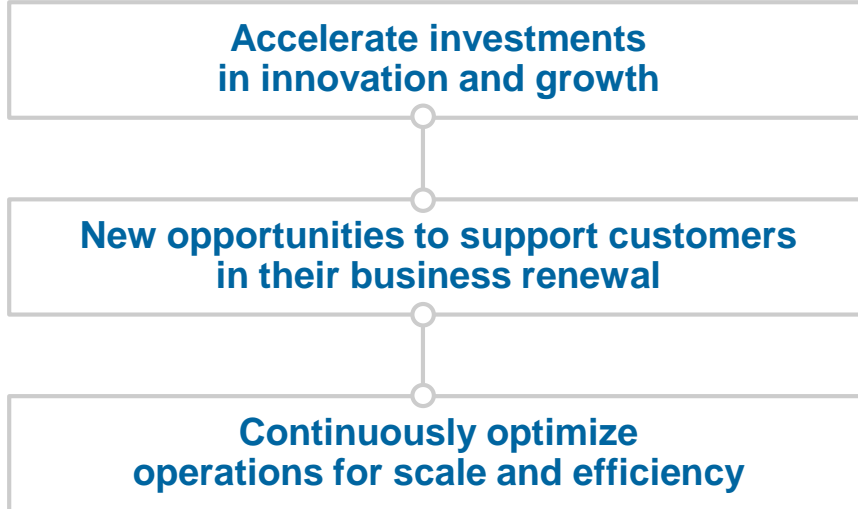 Accelerate investments
in innovation and growth
New opportunities to support customers
in their business renewal
Continuously optimize
operations for scale and efficiency